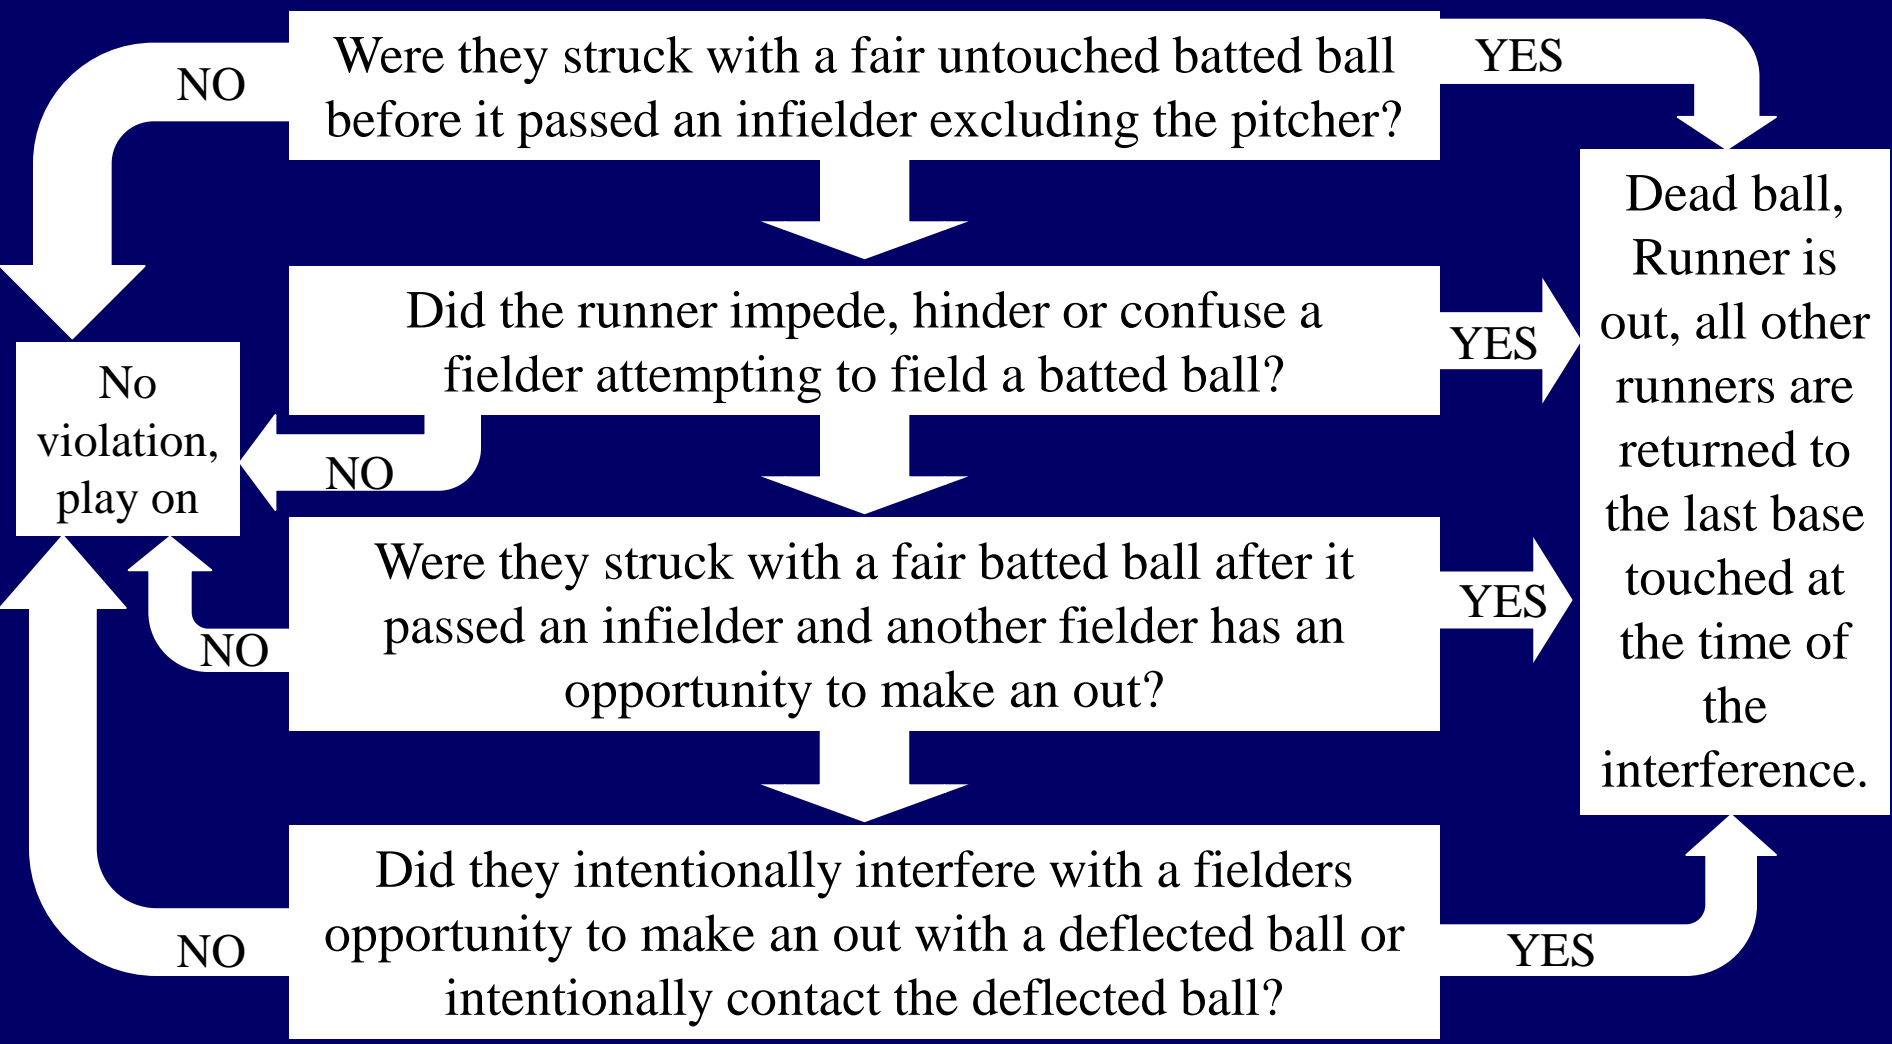 Were they struck with a fair untouched batted ball
before it passed an infielder excluding the pitcher?
NO
YES
Did the runner impede, hinder or confuse a
fielder attempting to field a batted ball?
NO
YES
Were they struck with a fair batted ball after it
passed an infielder and another fielder has an
opportunity to make an out?
NO
YES
Did they intentionally interfere with a fielders
opportunity to make an out with a deflected ball or
intentionally contact the deflected ball?
NO
YES
No
violation,
play on
Dead ball,
Runner is
out, all other
runners are
returned to
the last base
touched at
the time of
the
interference.